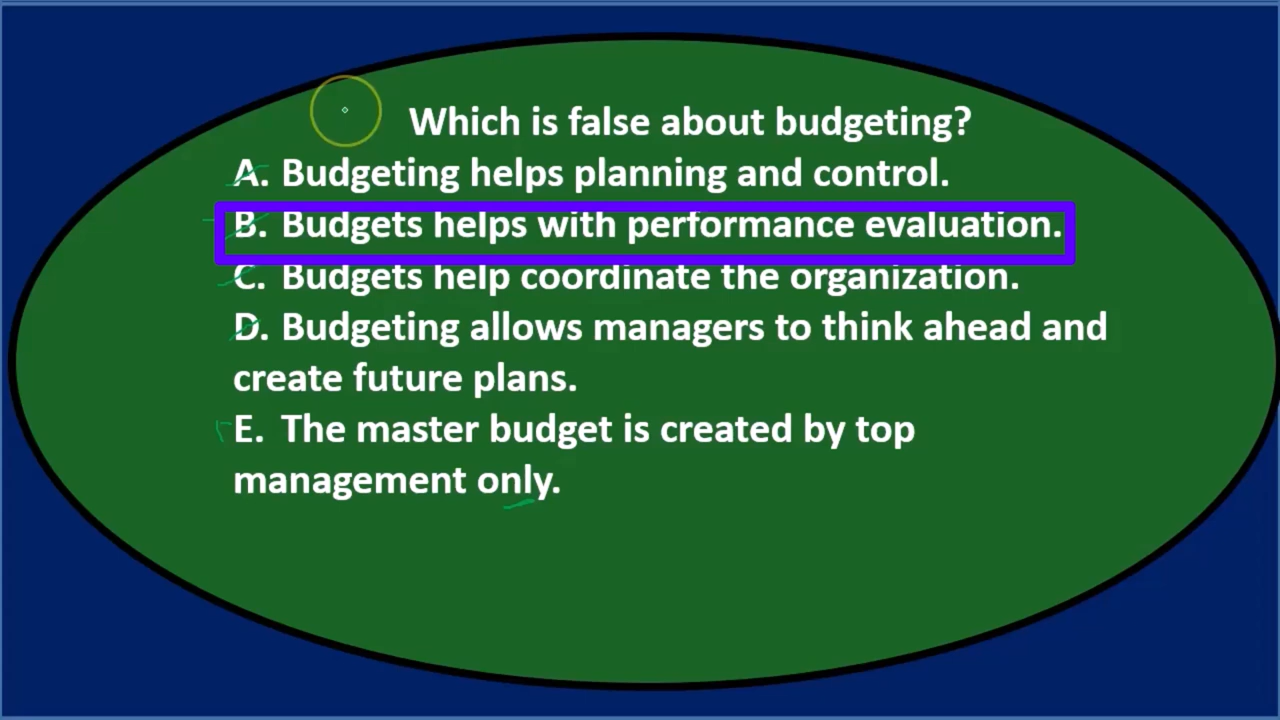 Which is false about budgeting?
A. Budgeting helps planning and control.
B. Budgets helps with performance evaluation.
C. Budgets help coordinate the organization.
D. Budgeting allows managers to think ahead and
create future plans.
E. The master budget is created by top
management only.